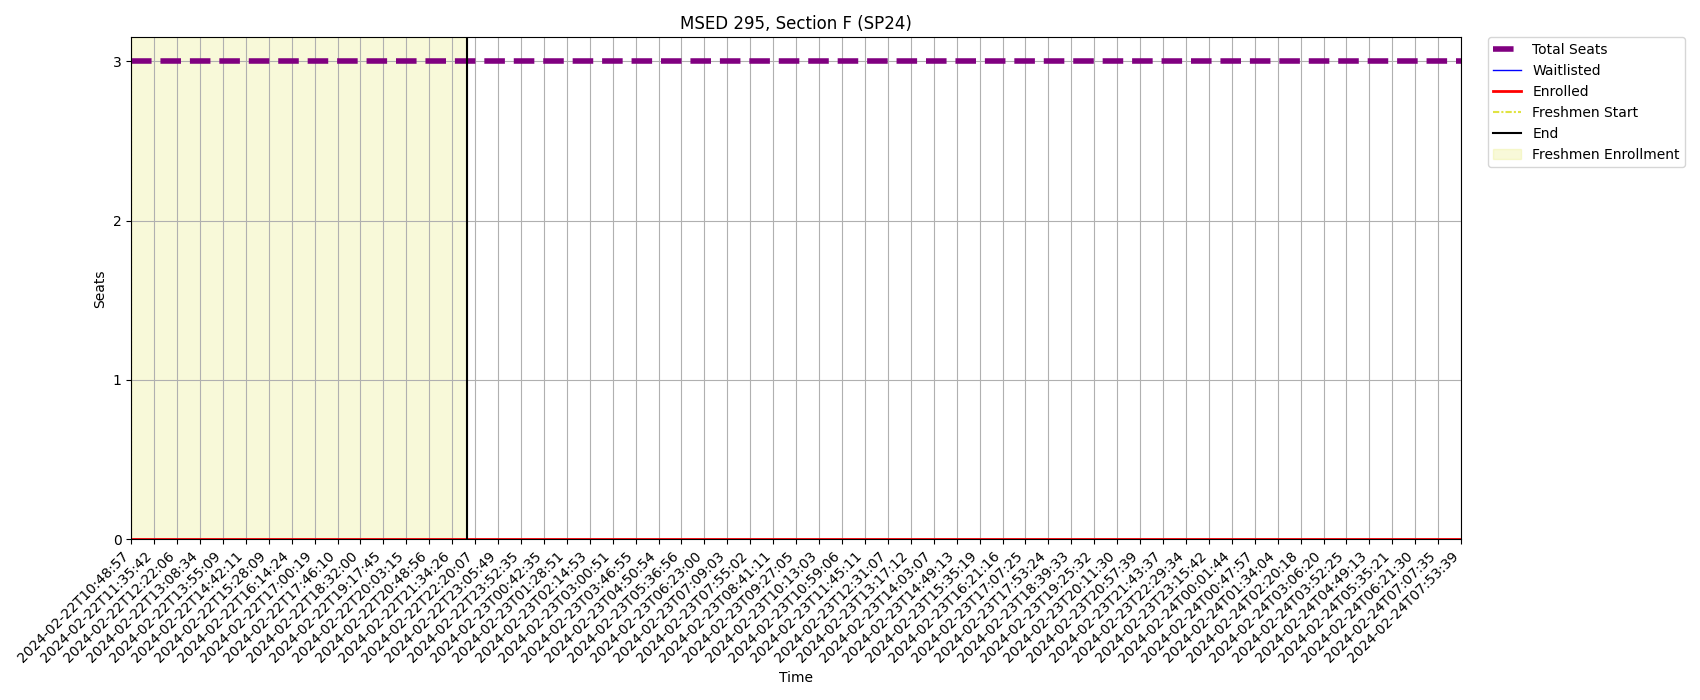 MSED 295, Section F (SP24)
Total Seats
Waitlisted
Enrolled
Freshmen Start
End
Freshmen Enrollment
Seats
3
2
1
0
2024-02-22T10:48:57
2024-02-22T11:35:42
2024-02-22T12:22:06
2024-02-22T13:08:34
2024-02-22T13:55:09
2024-02-22T14:42:11
2024-02-22T15:28:09
2024-02-22T16:14:24
2024-02-22T17:00:19
2024-02-22T17:46:10
2024-02-22T18:32:00
2024-02-22T19:17:45
2024-02-22T20:03:15
2024-02-22T20:48:56
2024-02-22T21:34:26
2024-02-22T22:20:07
2024-02-22T23:05:49
2024-02-22T23:52:35
2024-02-23T00:42:35
2024-02-23T01:28:51
2024-02-23T02:14:53
2024-02-23T03:00:51
2024-02-23T03:46:55
2024-02-23T04:50:54
2024-02-23T05:36:56
2024-02-23T06:23:00
2024-02-23T07:09:03
2024-02-23T07:55:02
2024-02-23T08:41:11
2024-02-23T09:27:05
2024-02-23T10:13:03
2024-02-23T10:59:06
2024-02-23T11:45:11
2024-02-23T12:31:07
2024-02-23T13:17:12
2024-02-23T14:03:07
2024-02-23T14:49:13
2024-02-23T15:35:19
2024-02-23T16:21:16
2024-02-23T17:07:25
2024-02-23T17:53:24
2024-02-23T18:39:33
2024-02-23T19:25:32
2024-02-23T20:11:30
2024-02-23T20:57:39
2024-02-23T21:43:37
2024-02-23T22:29:34
2024-02-23T23:15:42
2024-02-24T00:01:44
2024-02-24T00:47:57
2024-02-24T01:34:04
2024-02-24T02:20:18
2024-02-24T03:06:20
2024-02-24T03:52:25
2024-02-24T04:49:13
2024-02-24T05:35:21
2024-02-24T06:21:30
2024-02-24T07:07:35
2024-02-24T07:53:39
Time